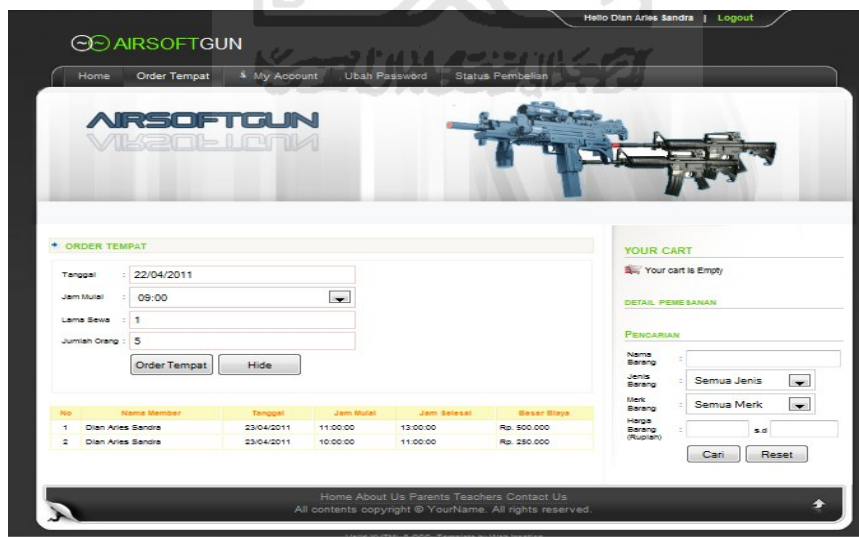 Hello Dian Aries Sandra | Logout
AIRSOFTGUN
Home Order Tempat My Account Ubah Password Status Pembelian
AIRSOFTGUN
ORDER TEMPAT
Tanggal : 22/04/2011
Jam Mulai : 09:00
Lama Sewa : 1
Jumlah Orang : 5
Order Tempat Hide
No Nama Member Tanggal Jam Mulai Jam Selesai Besar Biaya
1 Dian Aries Sandra 23/04/2011 11:00:00 13:00:00 Rp. 500.000
2 Dian Aries Sandra 23/04/2011 10:00:00 11:00:00 Rp. 250.000
YOUR CART
Your cart is Empty
DETAIL PEMESANAN
PENCARIAN
Nama Barang :
Jenis Barang : Semua Jenis
Merk Barang : Semua Merk
Harga Barang (Rupiah) : s.d
Cari Reset
Home About Us Parents Teachers Contact Us
All contents copyright © YourName. All rights reserved.